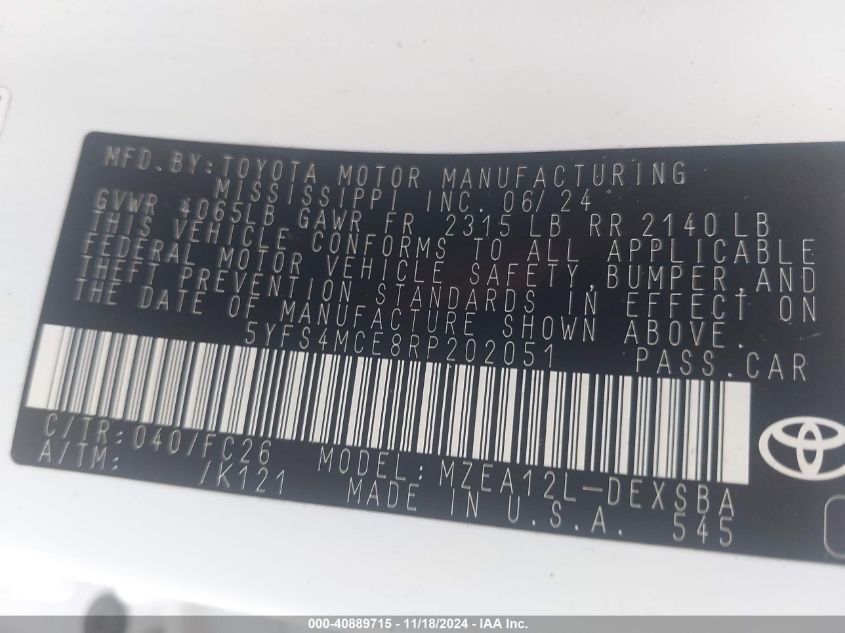 MFD. BY: TOYOTA MOTOR MANUFACTURING
MISSISSIPPI INC. 06/24
GVWR 4065LB GAWR FR 2315 LB RR 2140 LB
THIS VEHICLE CONFORMS TO ALL APPLICABLE
FEDERAL MOTOR VEHICLE SAFETY, BUMPER, AND
THEFT PREVENTION STANDARDS IN EFFECT ON
THE DATE OF MANUFACTURE SHOWN ABOVE.
5YFS4MCE8RP202051 PASS. CAR
C/TR: 040/FC26 MODEL: MZEA12L-DEXSBA
A/TM: /K121 MADE IN U.S.A. 545
000-40889715 - 11/18/2024 - IAA Inc.